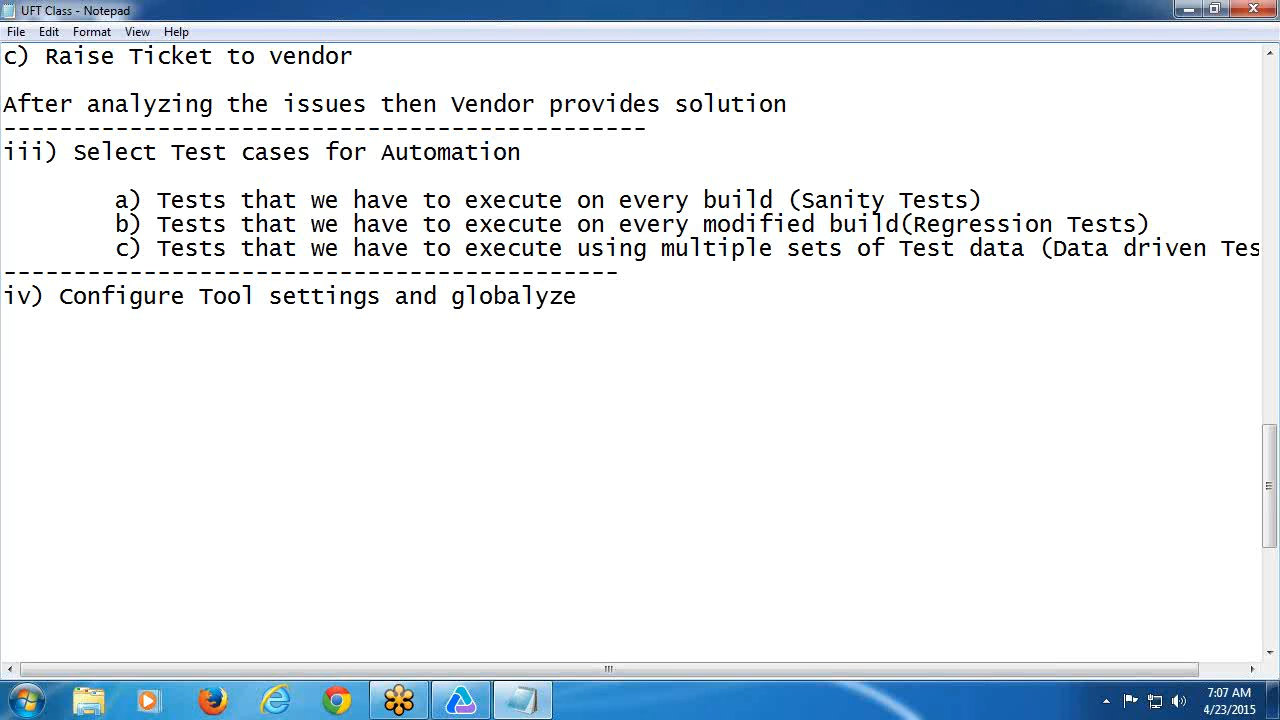 UFT Class - Notepad
File Edit Format View Help
c) Raise Ticket to vendor
After analyzing the issues then Vendor provides solution
----------------------------------------------
iii) Select Test cases for Automation
a) Tests that we have to execute on every build (Sanity Tests)
b) Tests that we have to execute on every modified build(Regression Tests)
c) Tests that we have to execute using multiple sets of Test data (Data driven Tes
--------------------------------------------
iv) Configure Tool settings and globalyze
7:07 AM
4/23/2015